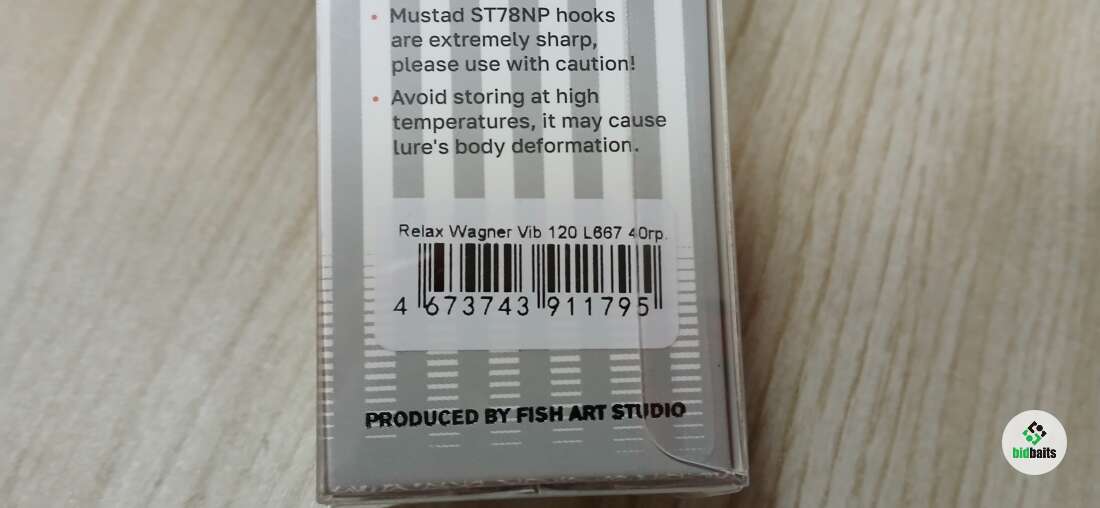 • Mustad ST78NP hooks
are extremely sharp,
please use with caution!
• Avoid storing at high
temperatures, it may cause
lure's body deformation.
Relax Wagner Vib 120 L667 40гр.
4 673743 911795
PRODUCED BY FISH ART STUDIO
bidbaits